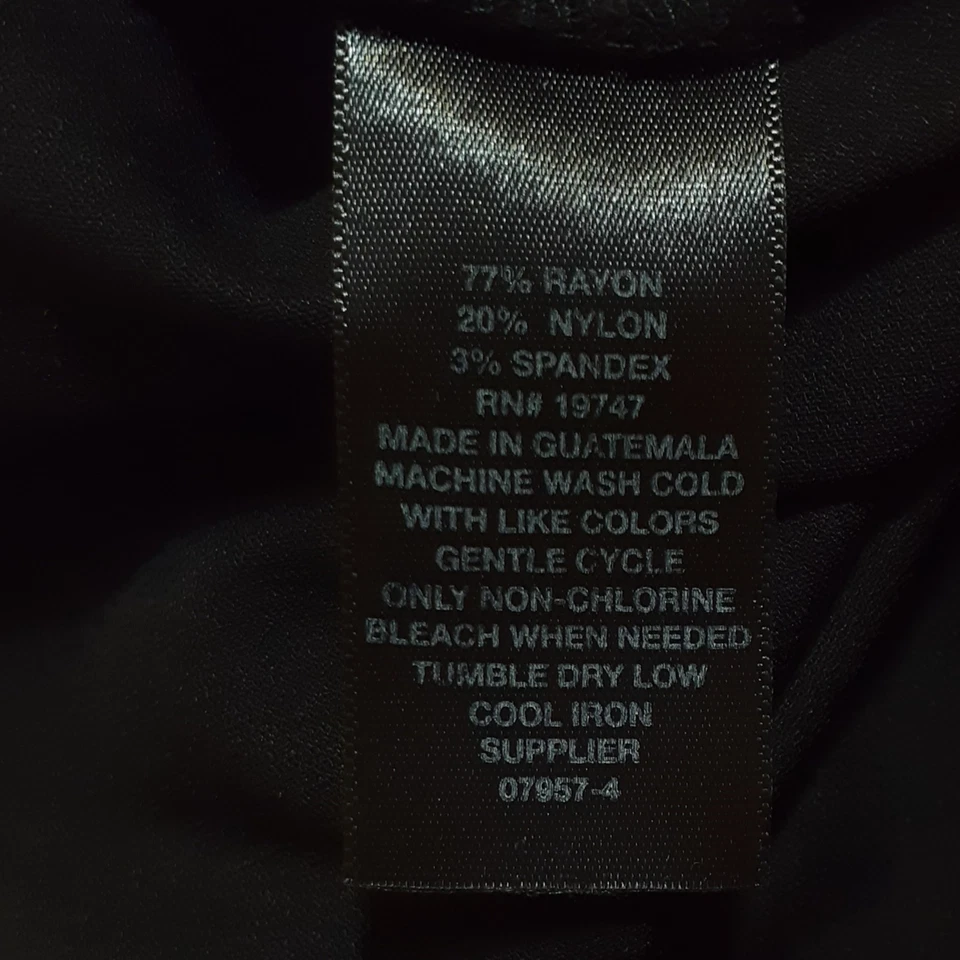 77% RAYON
20% NYLON
3% SPANDEX
RN# 19747
MADE IN GUATEMALA
MACHINE WASH COLD
WITH LIKE COLORS
GENTLE CYCLE
ONLY NON-CHLORINE
BLEACH WHEN NEEDED
TUMBLE DRY LOW
COOL IRON
SUPPLIER
07957-4